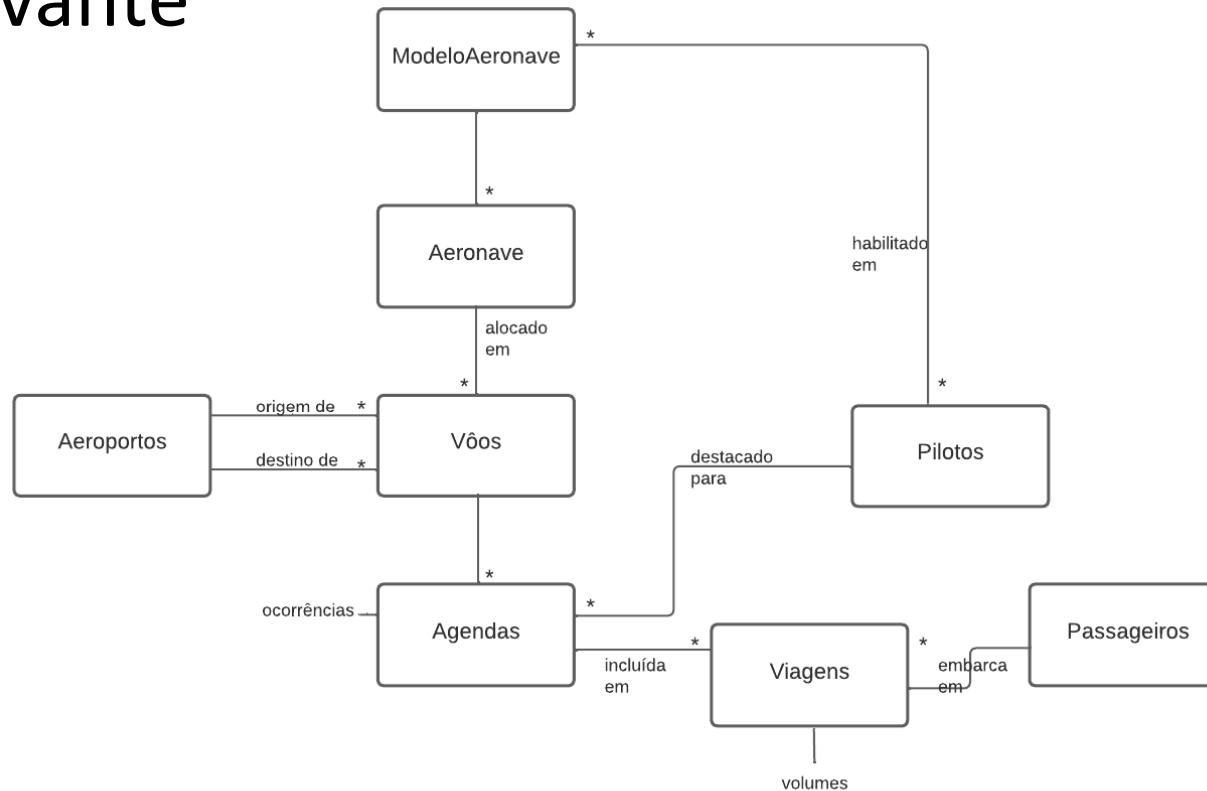 vante
*
ModeloAeronave
*
Aeronave
habilitado
em
alocado
em
*
*
origem de *
Aeroportos
Vôos
Pilotos
destino de *
destacado
para
*
*
ocorrências
Agendas
Passageiros
*
*
incluída
em
Viagens
embarca
em
volumes